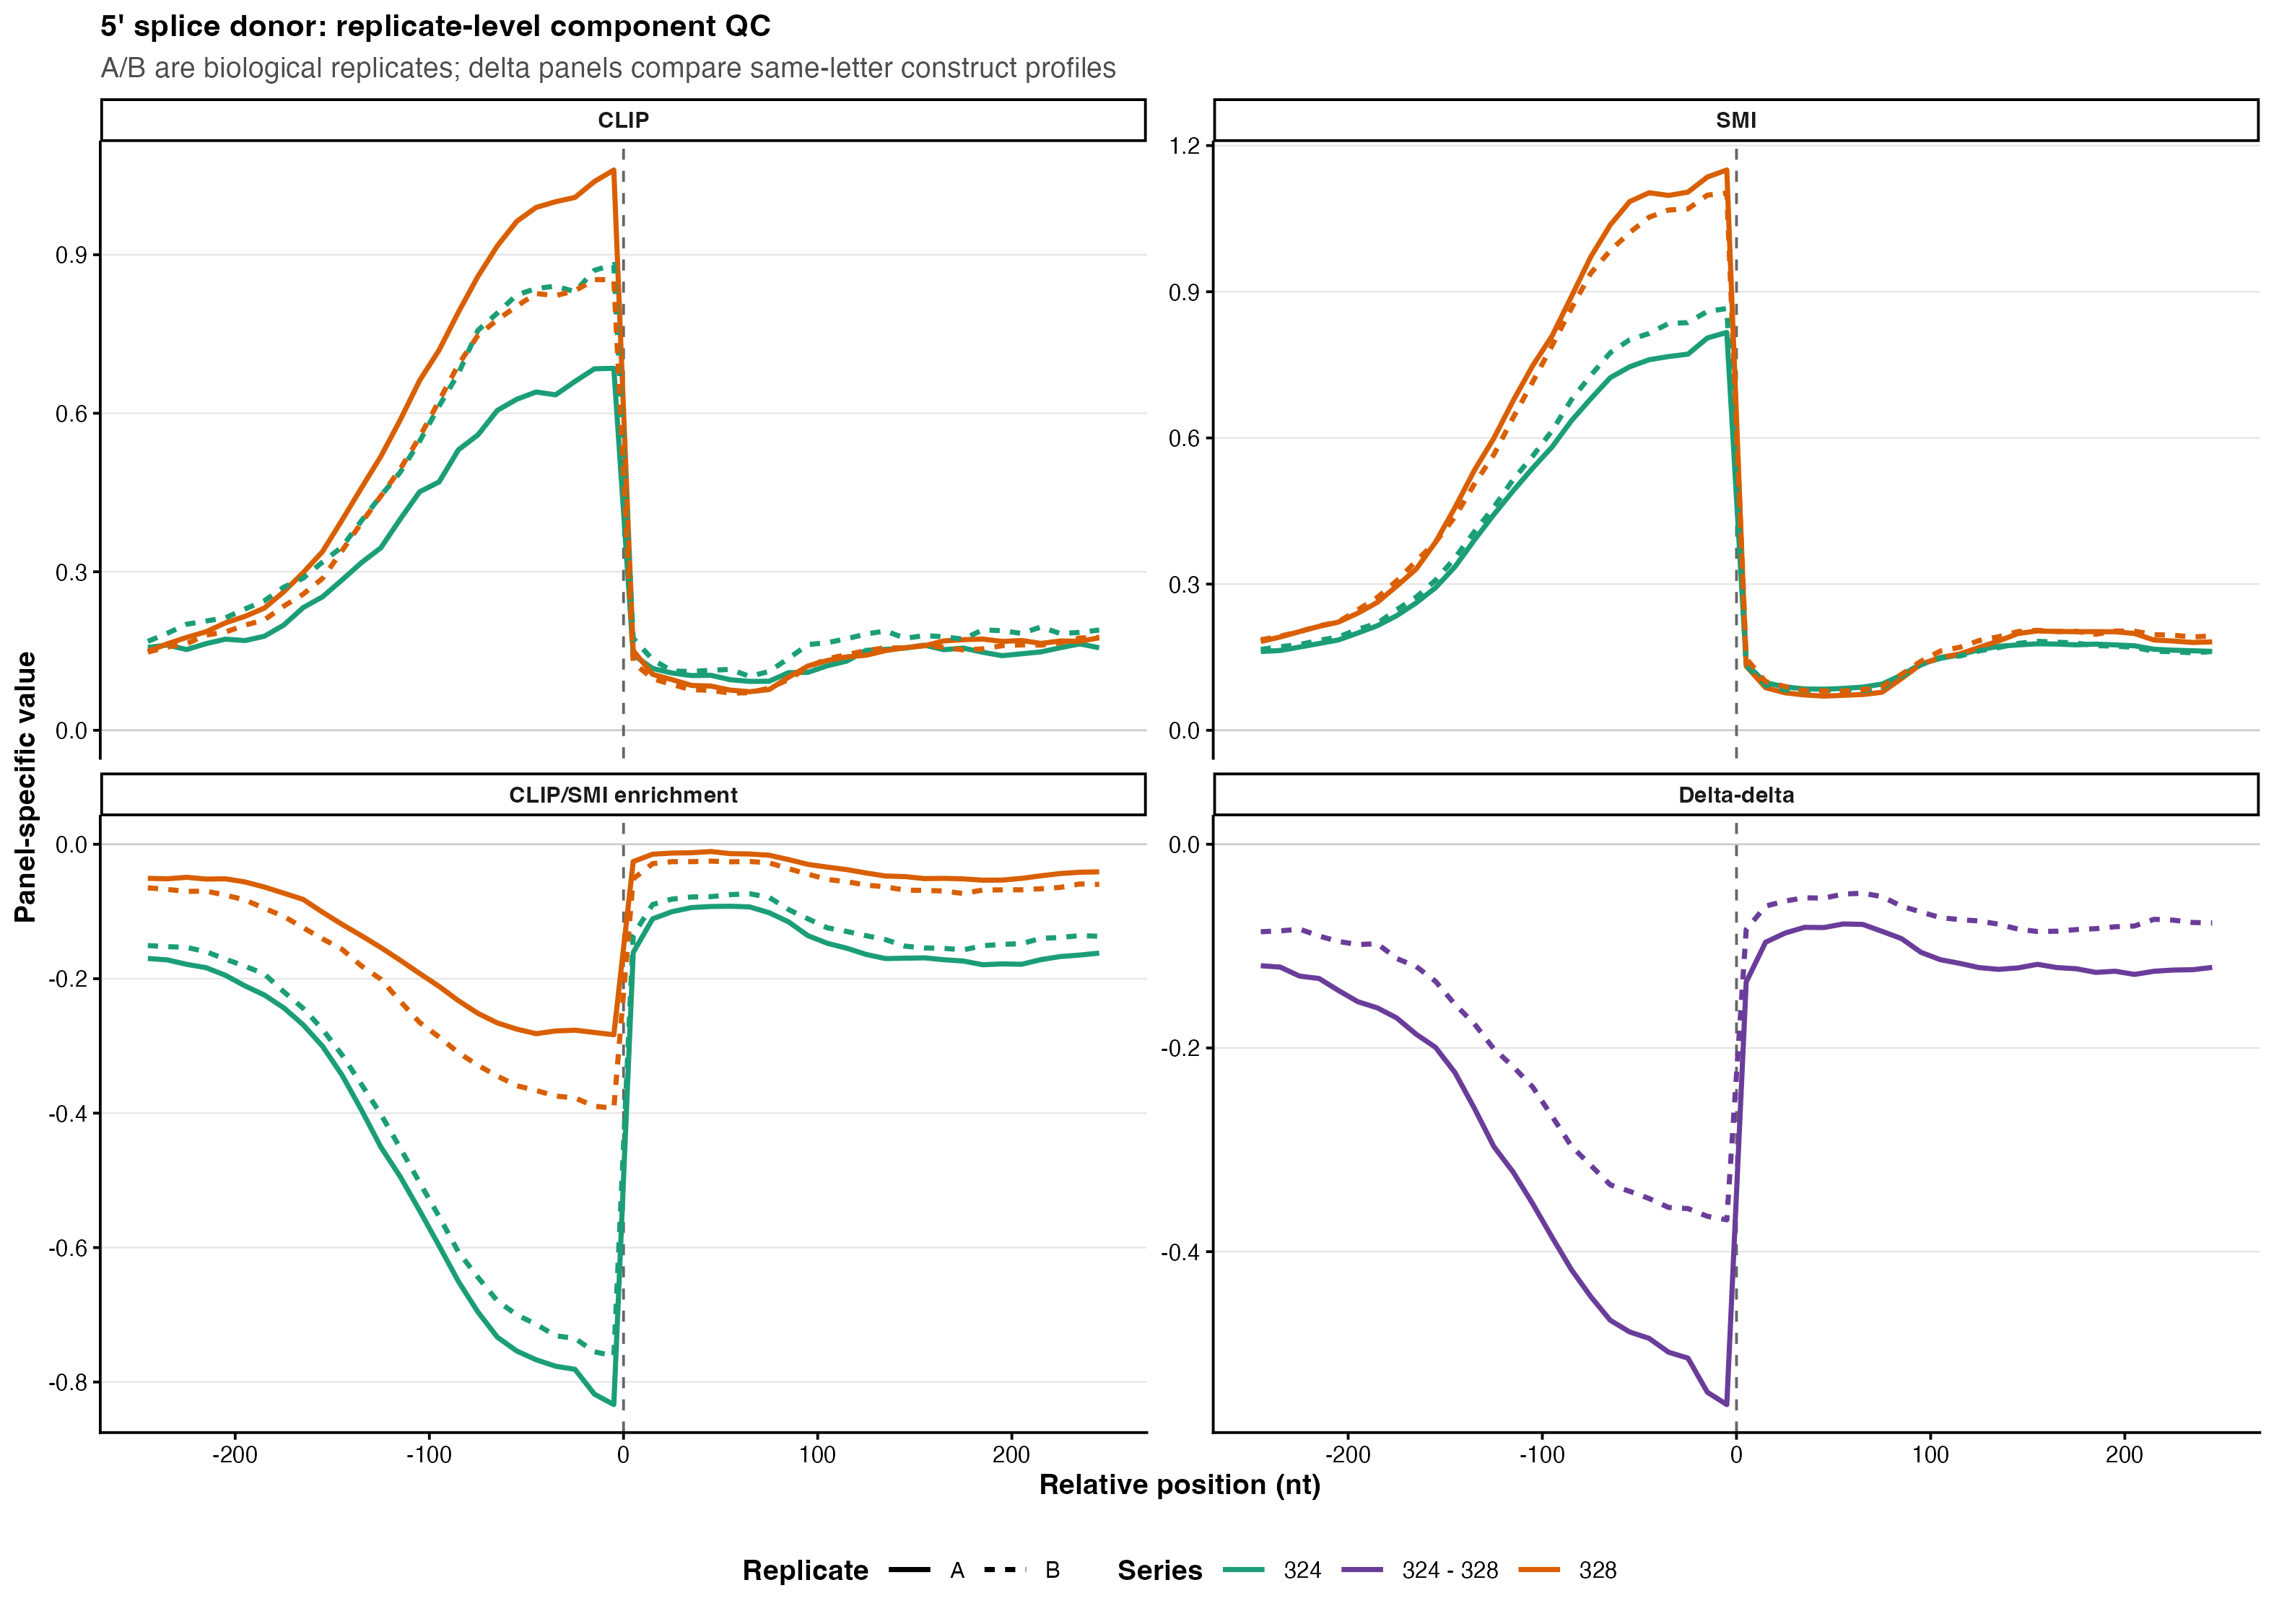 5' splice donor: replicate-level component QC
A/B are biological replicates; delta panels compare same-letter construct profiles
CLIP
SMI
0.9
0.6
0.3
0.0
1.2
0.9
0.6
0.3
0.0
Panel-specific value
CLIP/SMI enrichment
Delta-delta
0.0
-0.2
-0.4
-0.6
-0.8
0.0
-0.2
-0.4
-200 -100 0 100 200
-200 -100 0 100 200
Relative position (nt)
Replicate A B Series 324 324 - 328 328